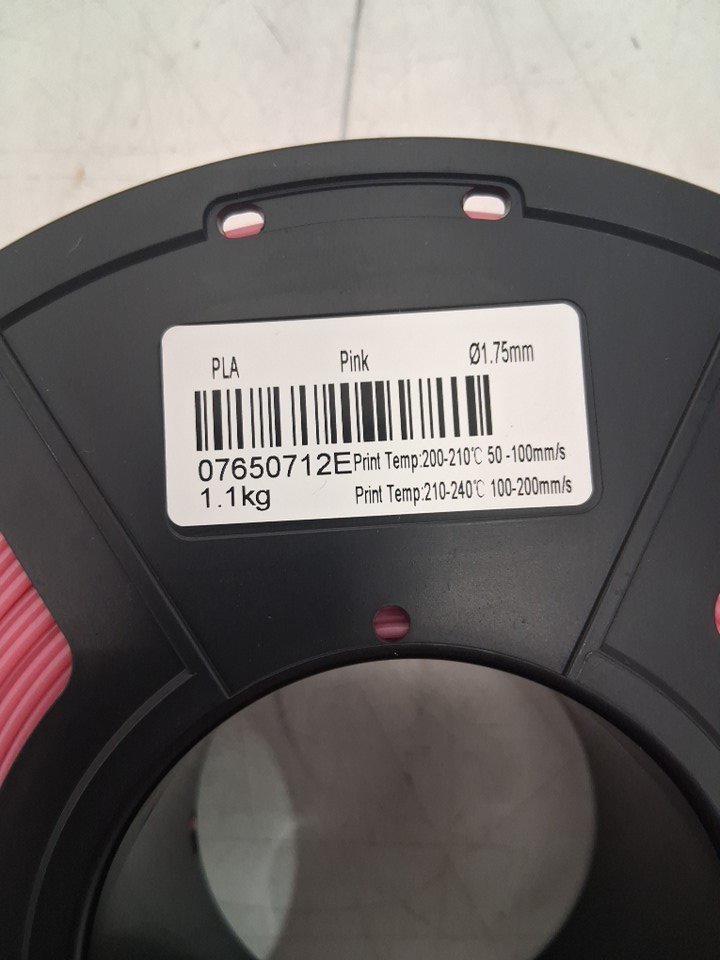 PLA Pink Ø1.75mm
07650712E Print Temp:200-210℃ 50-100mm/s
1.1kg Print Temp:210-240℃ 100-200mm/s